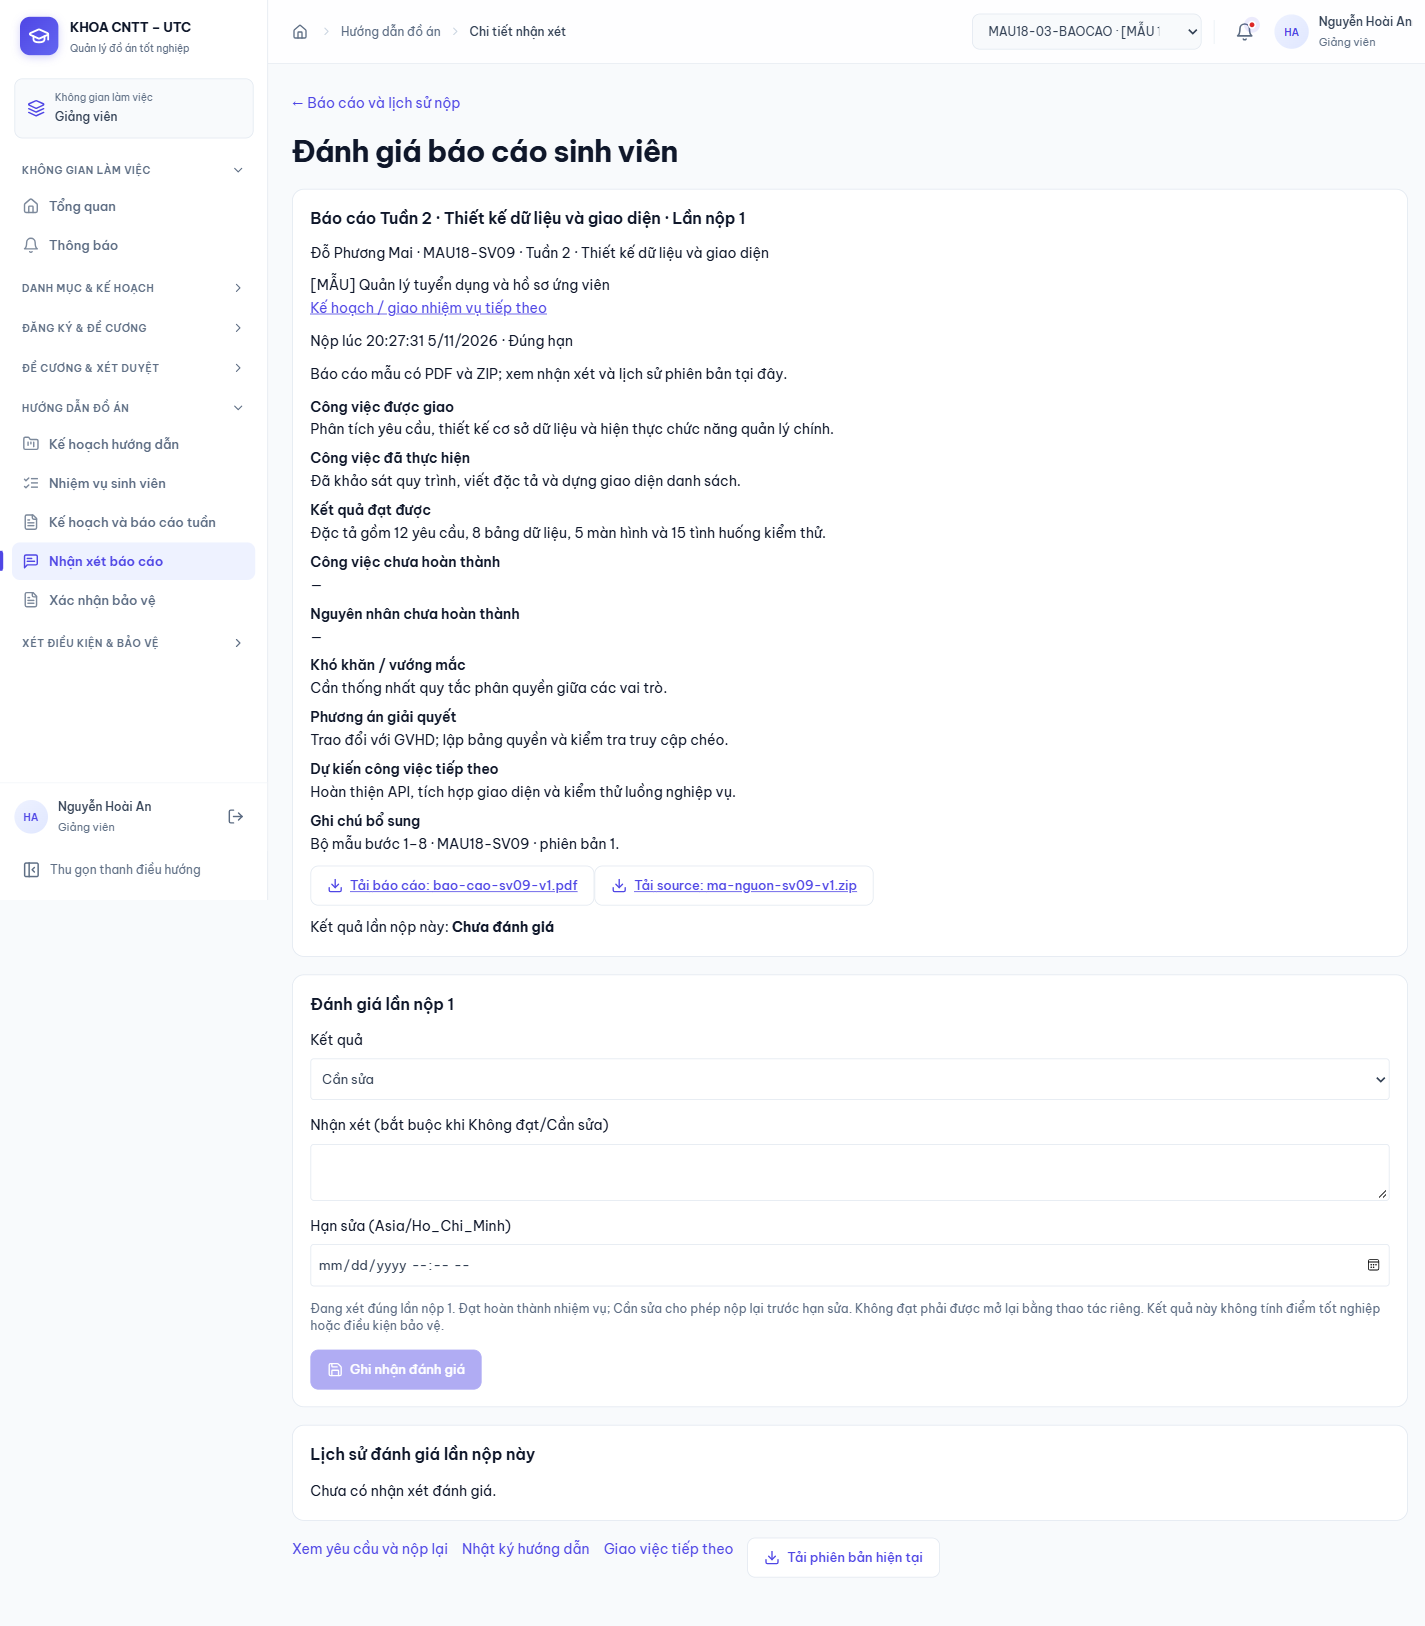 KHOA CNTT – UTC
Quản lý đồ án tốt nghiệp
Không gian làm việc
Giảng viên
KHÔNG GIAN LÀM VIỆC
Tổng quan
Thông báo
DANH MỤC & KẾ HOẠCH
ĐĂNG KÝ & ĐỀ CƯƠNG
ĐỀ CƯƠNG & XÉT DUYỆT
HƯỚNG DẪN ĐỒ ÁN
Kế hoạch hướng dẫn
Nhiệm vụ sinh viên
Kế hoạch và báo cáo tuần
Nhận xét báo cáo
Xác nhận bảo vệ
XÉT ĐIỀU KIỆN & BẢO VỆ
HA
Nguyễn Hoài An
Giảng viên
Thu gọn thanh điều hướng
Hướng dẫn đồ án
Chi tiết nhận xét
MAU18-03-BAOCAO · [MẪU
HA
Nguyễn Hoài An
Giảng viên
← Báo cáo và lịch sử nộp
Đánh giá báo cáo sinh viên
Báo cáo Tuần 2 · Thiết kế dữ liệu và giao diện · Lần nộp 1
Đỗ Phương Mai · MAU18-SV09 · Tuần 2 · Thiết kế dữ liệu và giao diện
[MẪU] Quản lý tuyển dụng và hồ sơ ứng viên
Kế hoạch / giao nhiệm vụ tiếp theo
Nộp lúc 20:27:31 5/11/2026 · Đúng hạn
Báo cáo mẫu có PDF và ZIP; xem nhận xét và lịch sử phiên bản tại đây.
Công việc được giao
Phân tích yêu cầu, thiết kế cơ sở dữ liệu và hiện thực chức năng quản lý chính.
Công việc đã thực hiện
Đã khảo sát quy trình, viết đặc tả và dựng giao diện danh sách.
Kết quả đạt được
Đặc tả gồm 12 yêu cầu, 8 bảng dữ liệu, 5 màn hình và 15 tình huống kiểm thử.
Công việc chưa hoàn thành
—
Nguyên nhân chưa hoàn thành
—
Khó khăn / vướng mắc
Cần thống nhất quy tắc phân quyền giữa các vai trò.
Phương án giải quyết
Trao đổi với GVHD; lập bảng quyền và kiểm tra truy cập chéo.
Dự kiến công việc tiếp theo
Hoàn thiện API, tích hợp giao diện và kiểm thử luồng nghiệp vụ.
Ghi chú bổ sung
Bộ mẫu bước 1–8 · MAU18-SV09 · phiên bản 1.
Tải báo cáo: bao-cao-sv09-v1.pdf
Tải source: ma-nguon-sv09-v1.zip
Kết quả lần nộp này: Chưa đánh giá
Đánh giá lần nộp 1
Kết quả
Cần sửa
Nhận xét (bắt buộc khi Không đạt/Cần sửa)
Hạn sửa (Asia/Ho_Chi_Minh)
mm/dd/yyyy --:-- --
Đang xét đúng lần nộp 1. Đạt hoàn thành nhiệm vụ; Cần sửa cho phép nộp lại trước hạn sửa. Không đạt phải được mở lại bằng thao tác riêng. Kết quả này không tính điểm tốt nghiệp
hoặc điều kiện bảo vệ.
Ghi nhận đánh giá
Lịch sử đánh giá lần nộp này
Chưa có nhận xét đánh giá.
Xem yêu cầu và nộp lại
Nhật ký hướng dẫn
Giao việc tiếp theo
Tải phiên bản hiện tại